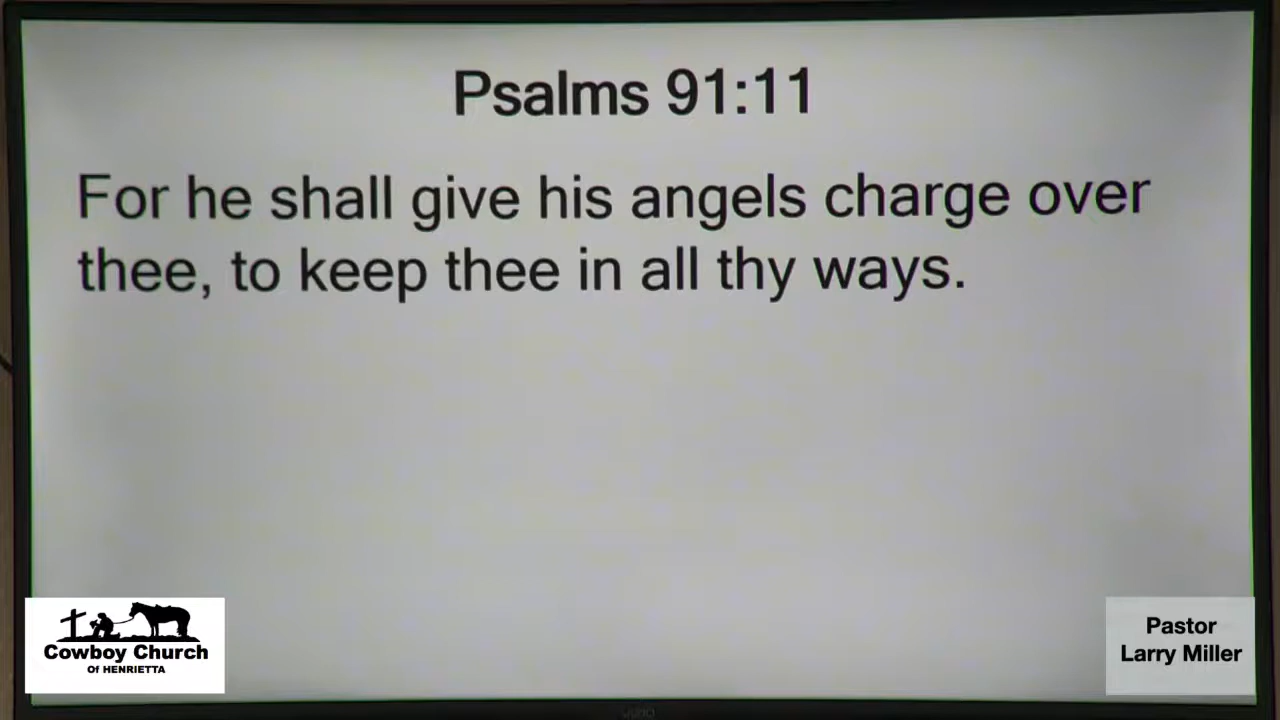 Psalms 91:11
For he shall give his angels charge over
thee, to keep thee in all thy ways.
Cowboy Church
OF HENRIETTA
Pastor
Larry Miller
VIZIO